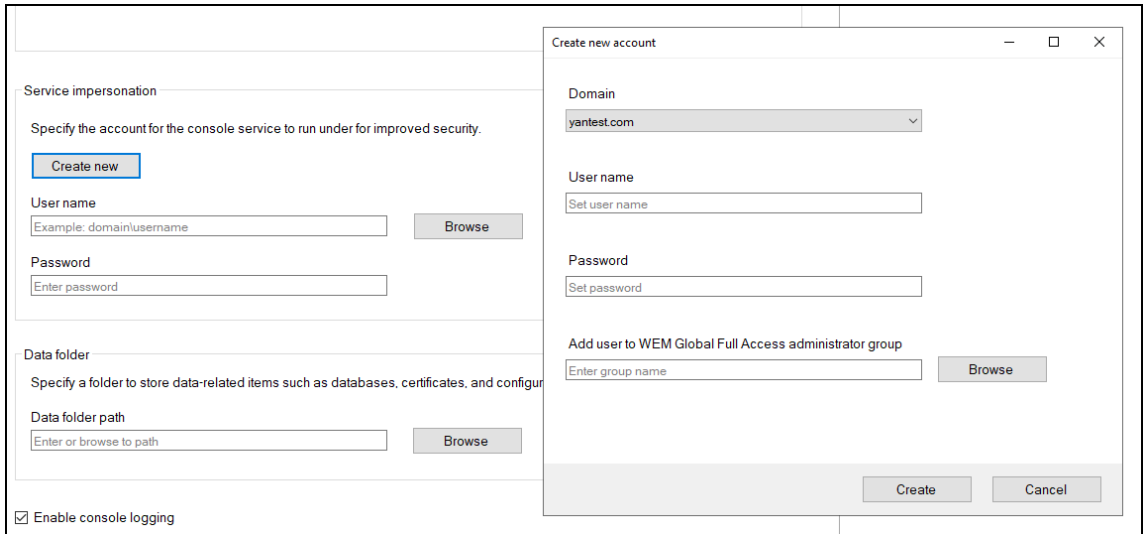 Service impersonation
Specify the account for the console service to run under for improved security.
Create new
User name
Example: domain\username
Browse
Password
Enter password
Data folder
Specify a folder to store data-related items such as databases, certificates, and configur
Data folder path
Enter or browse to path
Browse
Enable console logging
Create new account
Domain
yantest.com
User name
Set user name
Password
Set password
Add user to WEM Global Full Access administrator group
Enter group name
Browse
Create
Cancel